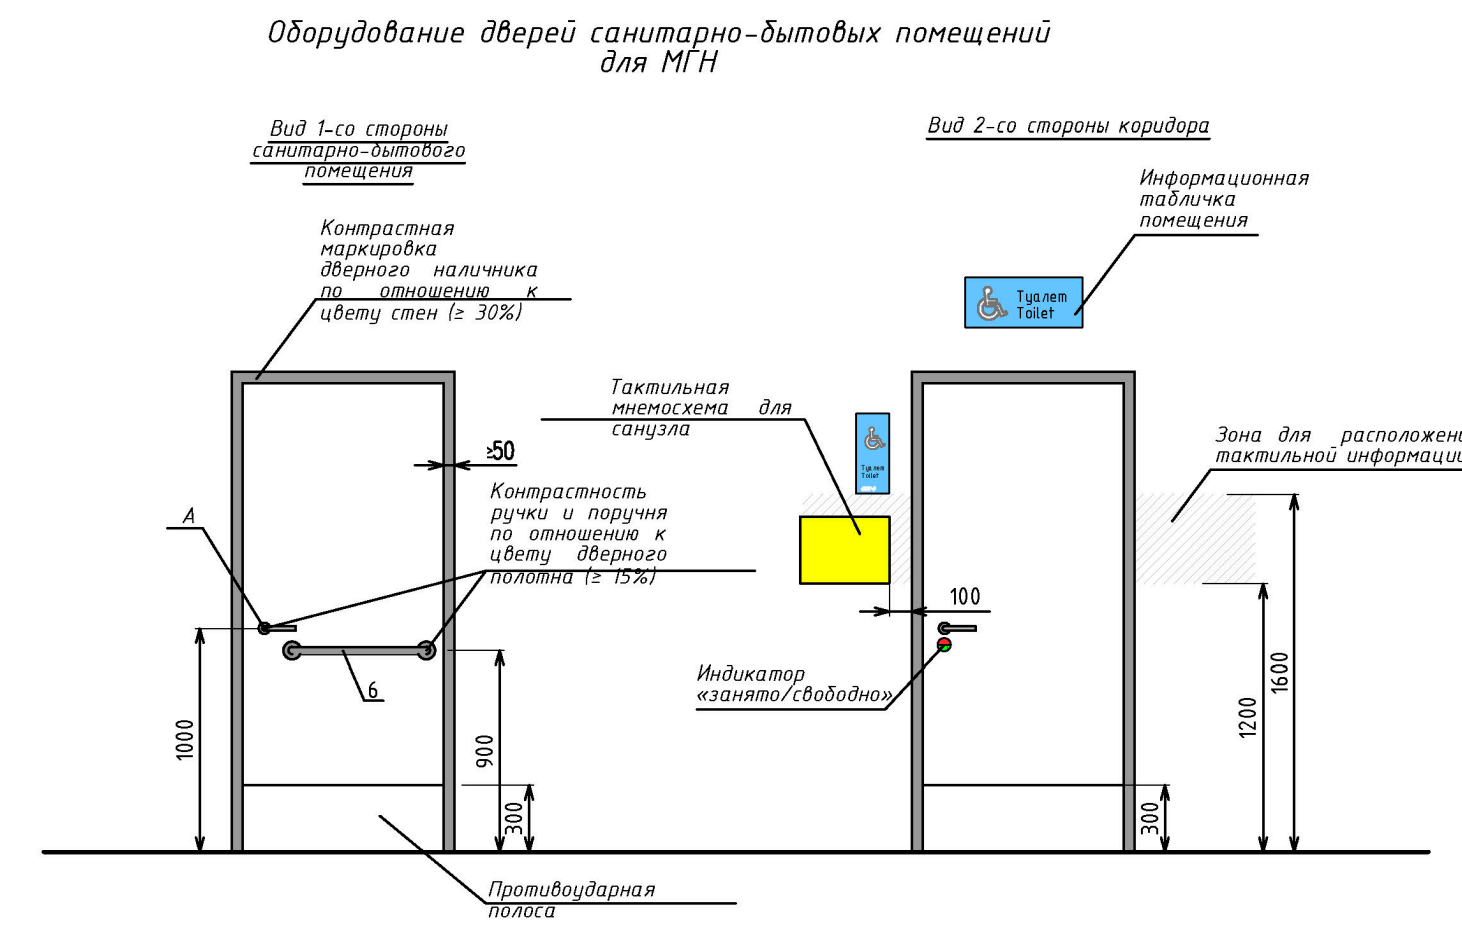 Оборудование дверей санитарно-бытовых помещений
для МГН
Вид 1-со стороны
санитарно-бытового
помещения
Вид 2-со стороны коридора
Информационная
табличка
помещения
Контрастная
маркировка
дверного наличника
по отношению к
цвету стен (≥ 30%)
Туалет
Toilet
Тактильная
мнемосхема для
санузла
Туалет
Toilet
Зона для
тактильной информации
≥50
Контрастность
ручки и поручня
по отношению к
цвету дверного
полотна (≥ 15%)
А
100
6
Индикатор
«занято/свободно»
1000
900
300
1600
1200
300
Противоударная
полоса